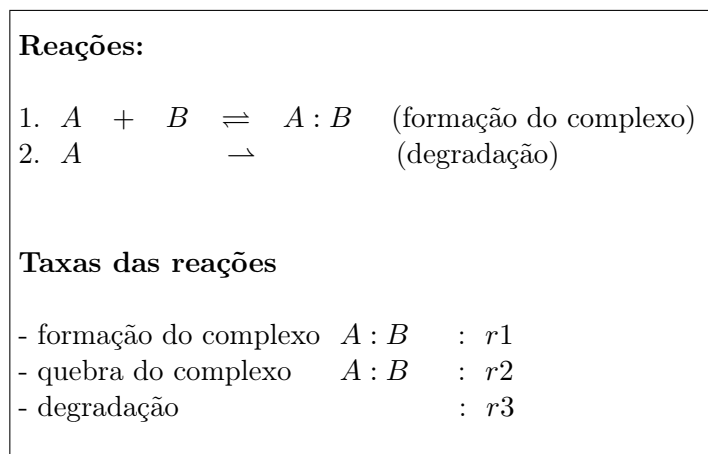 Reações:
1. A + B ⇌ A : B (formação do complexo)
2. A ⇀ (degradação)
Taxas das reações
- formação do complexo A : B : r1
- quebra do complexo A : B : r2
- degradação : r3